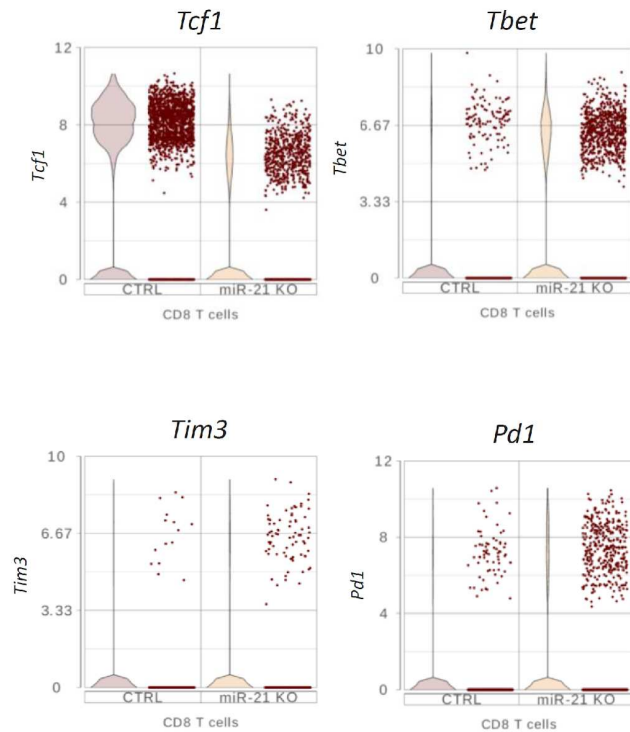 Tcf1
12
8
4
0
Tcf1
CTRL
miR-21 KO
CD8 T cells
Tbet
10
6.67
3.33
0
Tbet
CTRL
miR-21 KO
CD8 T cells
Tim3
10
6.67
3.33
0
Tim3
CTRL
miR-21 KO
CD8 T cells
Pd1
12
8
4
0
Pd1
CTRL
miR-21 KO
CD8 T cells